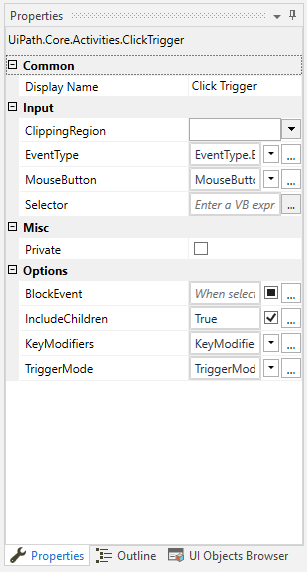 Properties
UiPath.Core.Activities.ClickTrigger
Common
Display Name Click Trigger
Input
ClippingRegion
EventType EventType.E ...
MouseButton MouseButto ...
Selector Enter a VB expr ...
Misc
Private
Options
BlockEvent When select ...
IncludeChildren True ...
KeyModifiers KeyModifie ...
TriggerMode TriggerMod ...
Properties Outline UI Objects Browser